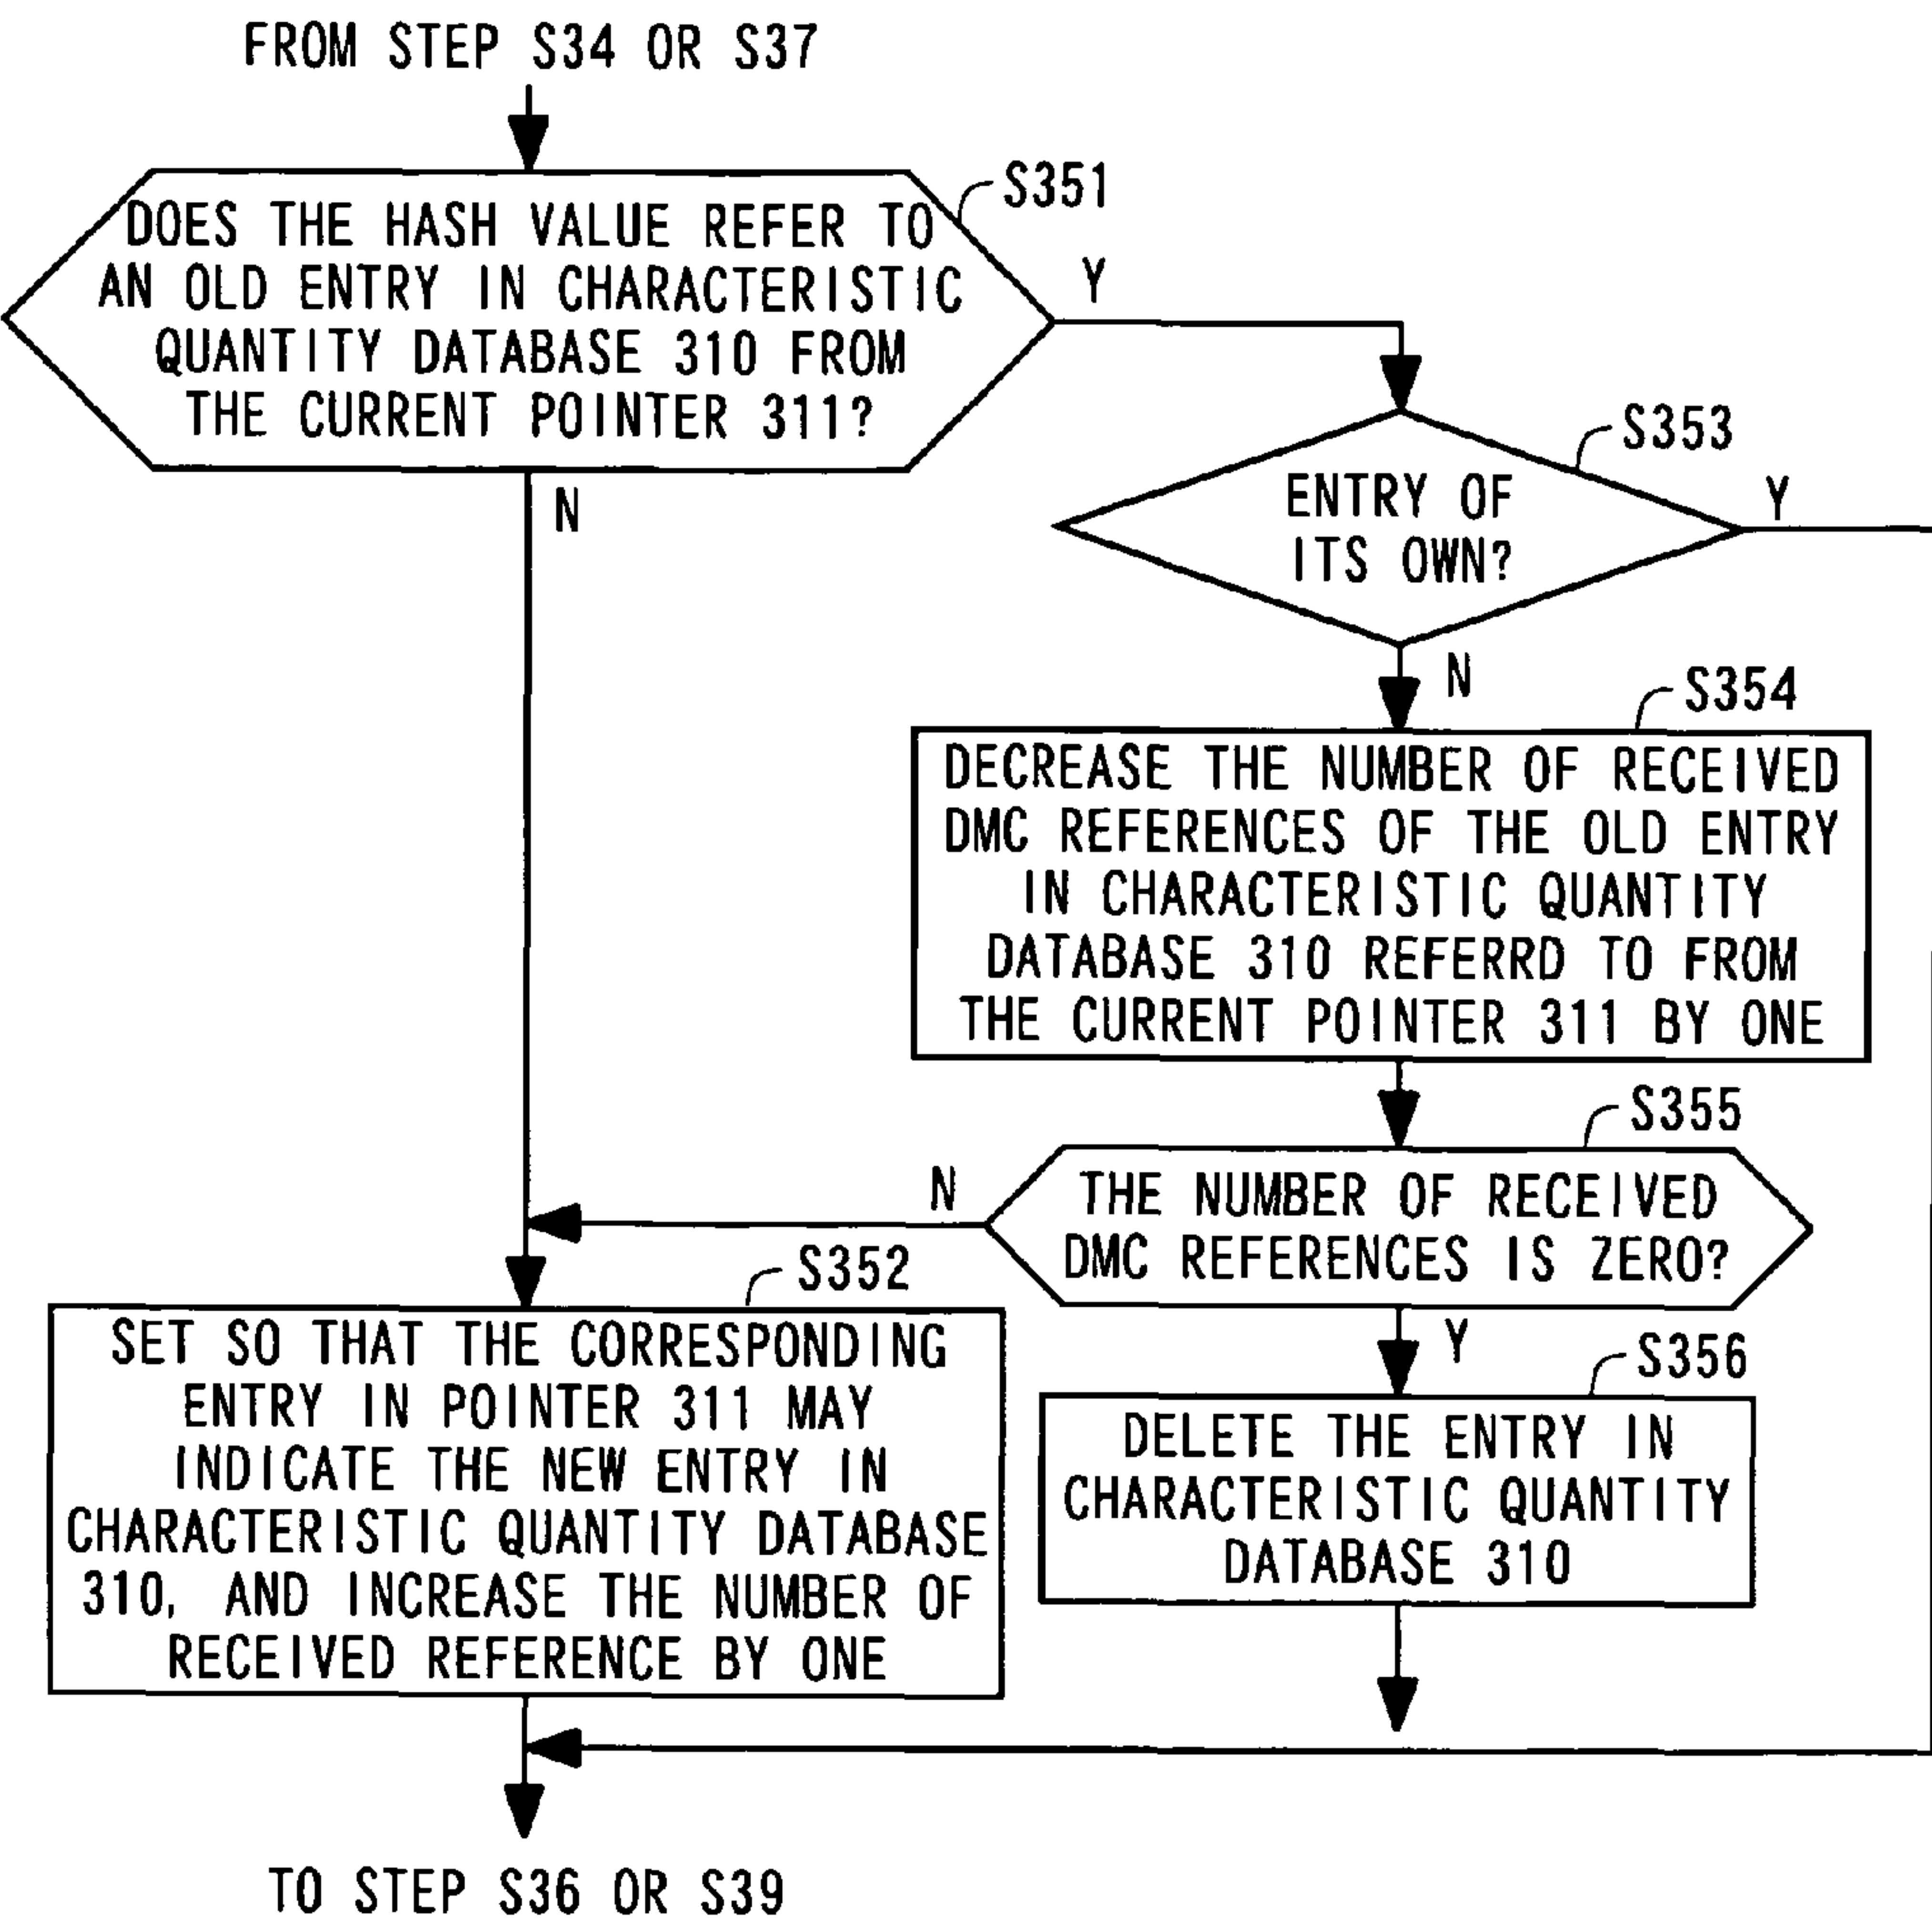 FROM STEP S34 OR S37
S351
DOES THE HASH VALUE REFER TO
AN OLD ENTRY IN CHARACTERISTIC
QUANTITY DATABASE 310 FROM
THE CURRENT POINTER 311?
Y
N
S353
ENTRY OF
ITS OWN?
Y
N
S354
DECREASE THE NUMBER OF RECEIVED
DMC REFERENCES OF THE OLD ENTRY
IN CHARACTERISTIC QUANTITY
DATABASE 310 REFERRD TO FROM
THE CURRENT POINTER 311 BY ONE
S355
THE NUMBER OF RECEIVED
DMC REFERENCES IS ZERO?
N
Y
S352
SET SO THAT THE CORRESPONDING
ENTRY IN POINTER 311 MAY
INDICATE THE NEW ENTRY IN
CHARACTERISTIC QUANTITY DATABASE
310, AND INCREASE THE NUMBER OF
RECEIVED REFERENCE BY ONE
S356
DELETE THE ENTRY IN
CHARACTERISTIC QUANTITY
DATABASE 310
TO STEP S36 OR S39